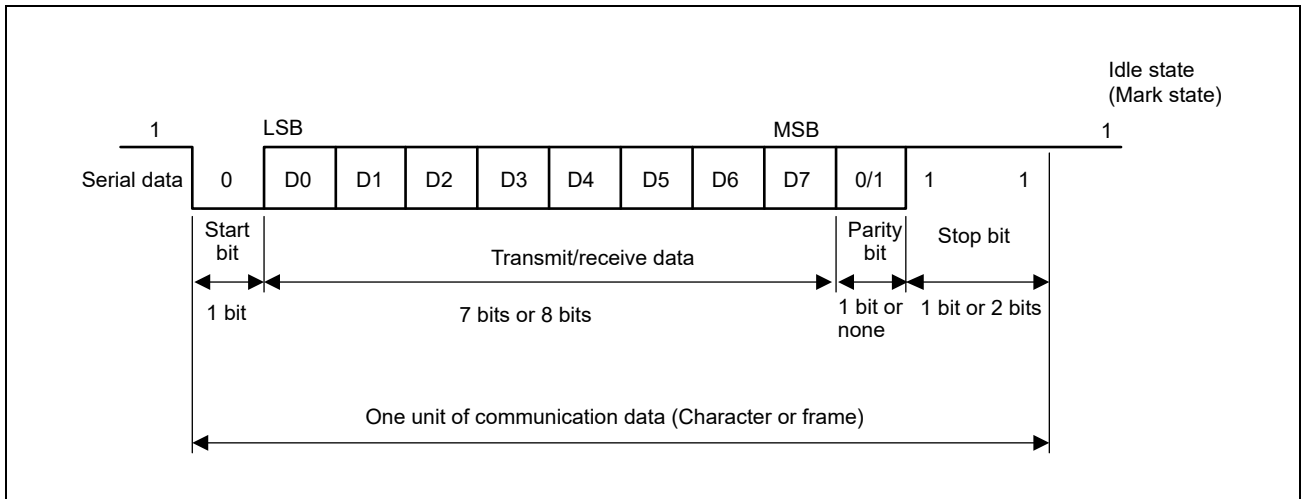 Idle state
(Mark state)
1 LSB MSB 1
Serial data 0 D0 D1 D2 D3 D4 D5 D6 D7 0/1 1 1
Start
bit
Transmit/receive data
Parity
bit
Stop bit
1 bit
7 bits or 8 bits
1 bit or
none
1 bit or 2 bits
One unit of communication data (Character or frame)